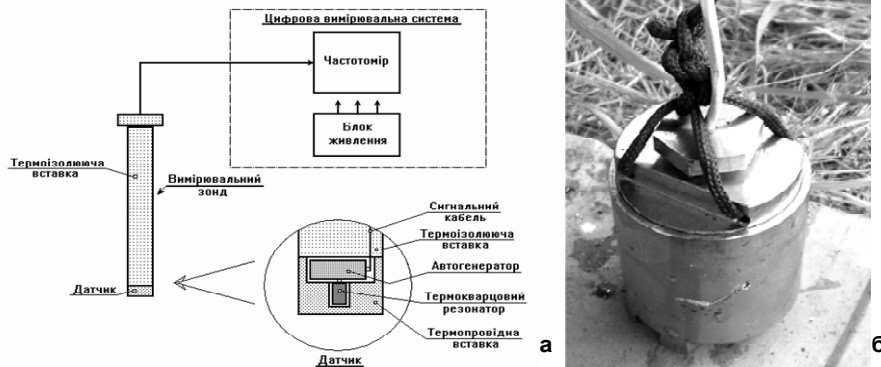 Цифрова вимірювальна система
Частотомір
Блок
живлення
Термоізолююча
вставка
Вимірювальний
зонд
Датчик
Сигнальний
кабель
Термоізолююча
вставка
Автогенератор
Термокварцовий
резонатор
Термопровідна
вставка
Датчик
а
б